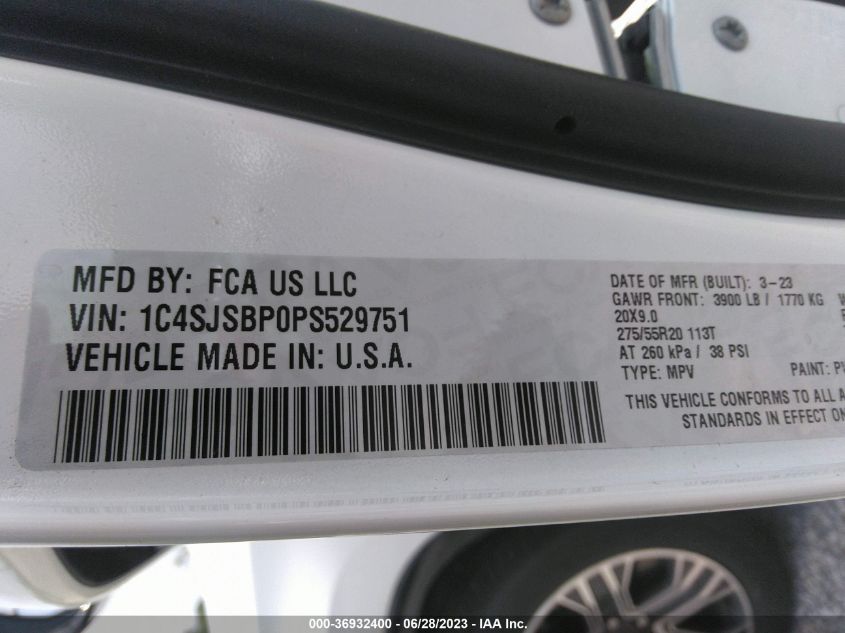 MFD BY: FCA US LLC
VIN: 1C4SJSBP0PS529751
VEHICLE MADE IN: U.S.A.
DATE OF MFR (BUILT): 3-23
GAWR FRONT: 3900 LB / 1770 KG
20X9.0
275/55R20 113T
AT 260 kPa / 38 PSI
TYPE: MPV PAINT:
THIS VEHICLE CONFORMS TO ALL
STANDARDS IN EFFECT ON
000-36932400 - 06/28/2023 - IAA Inc.